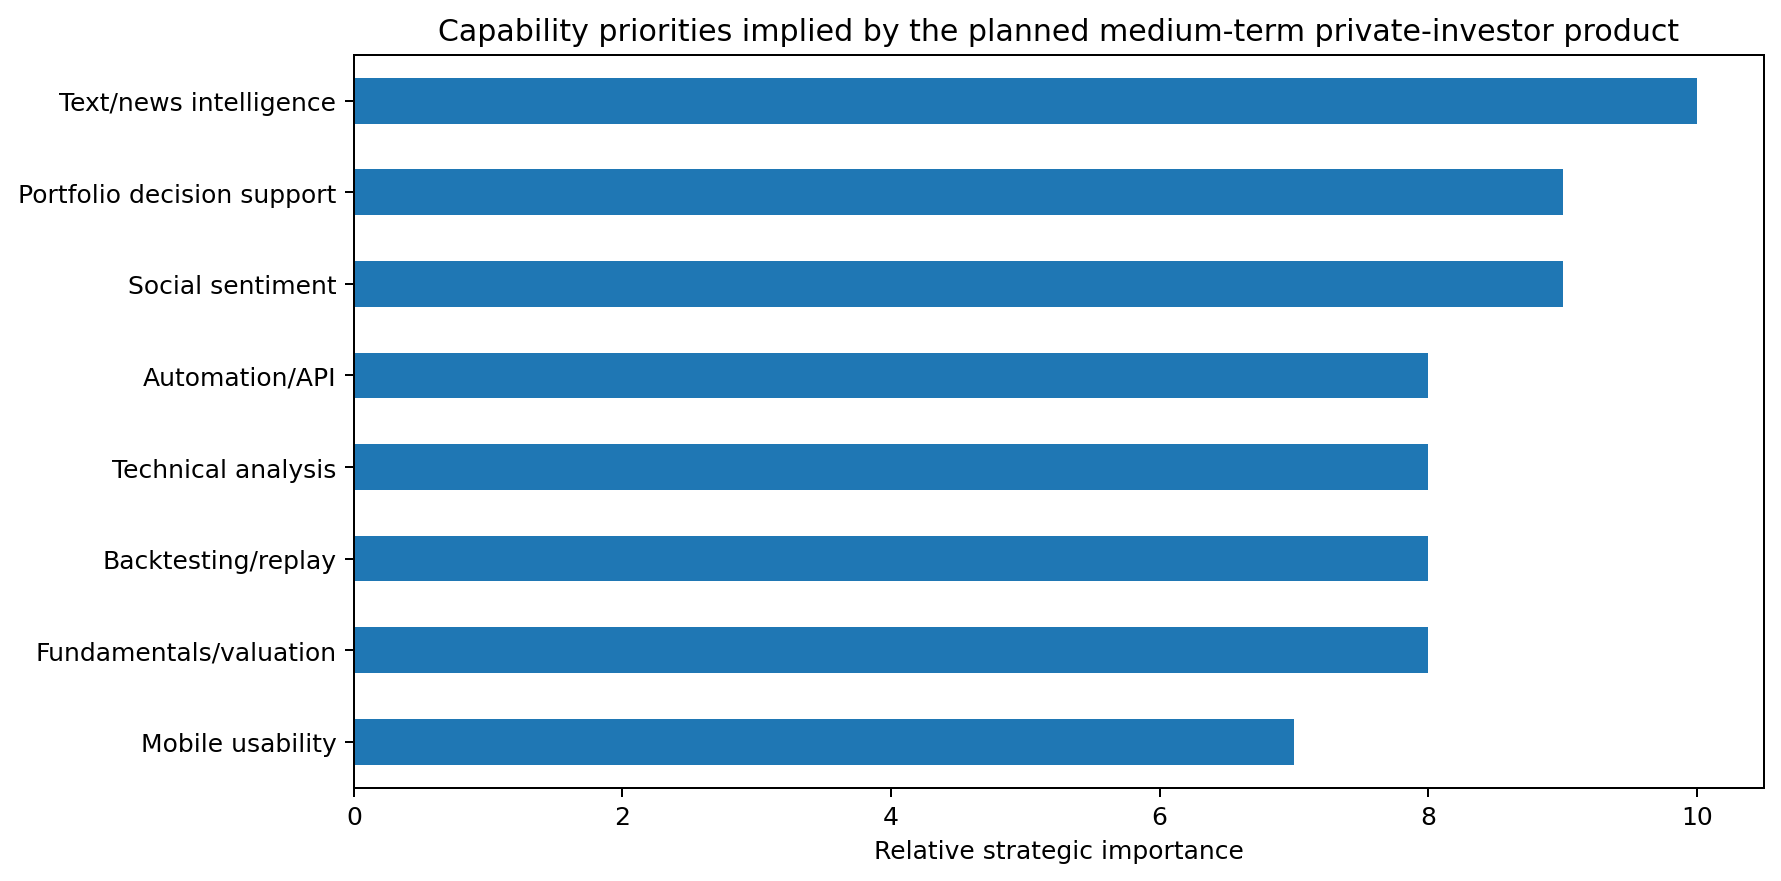 Capability priorities implied by the planned medium-term private-investor product
Text/news intelligence
Portfolio decision support
Social sentiment
Automation/API
Technical analysis
Backtesting/replay
Fundamentals/valuation
Mobile usability
0 2 4 6 8 10
Relative strategic importance